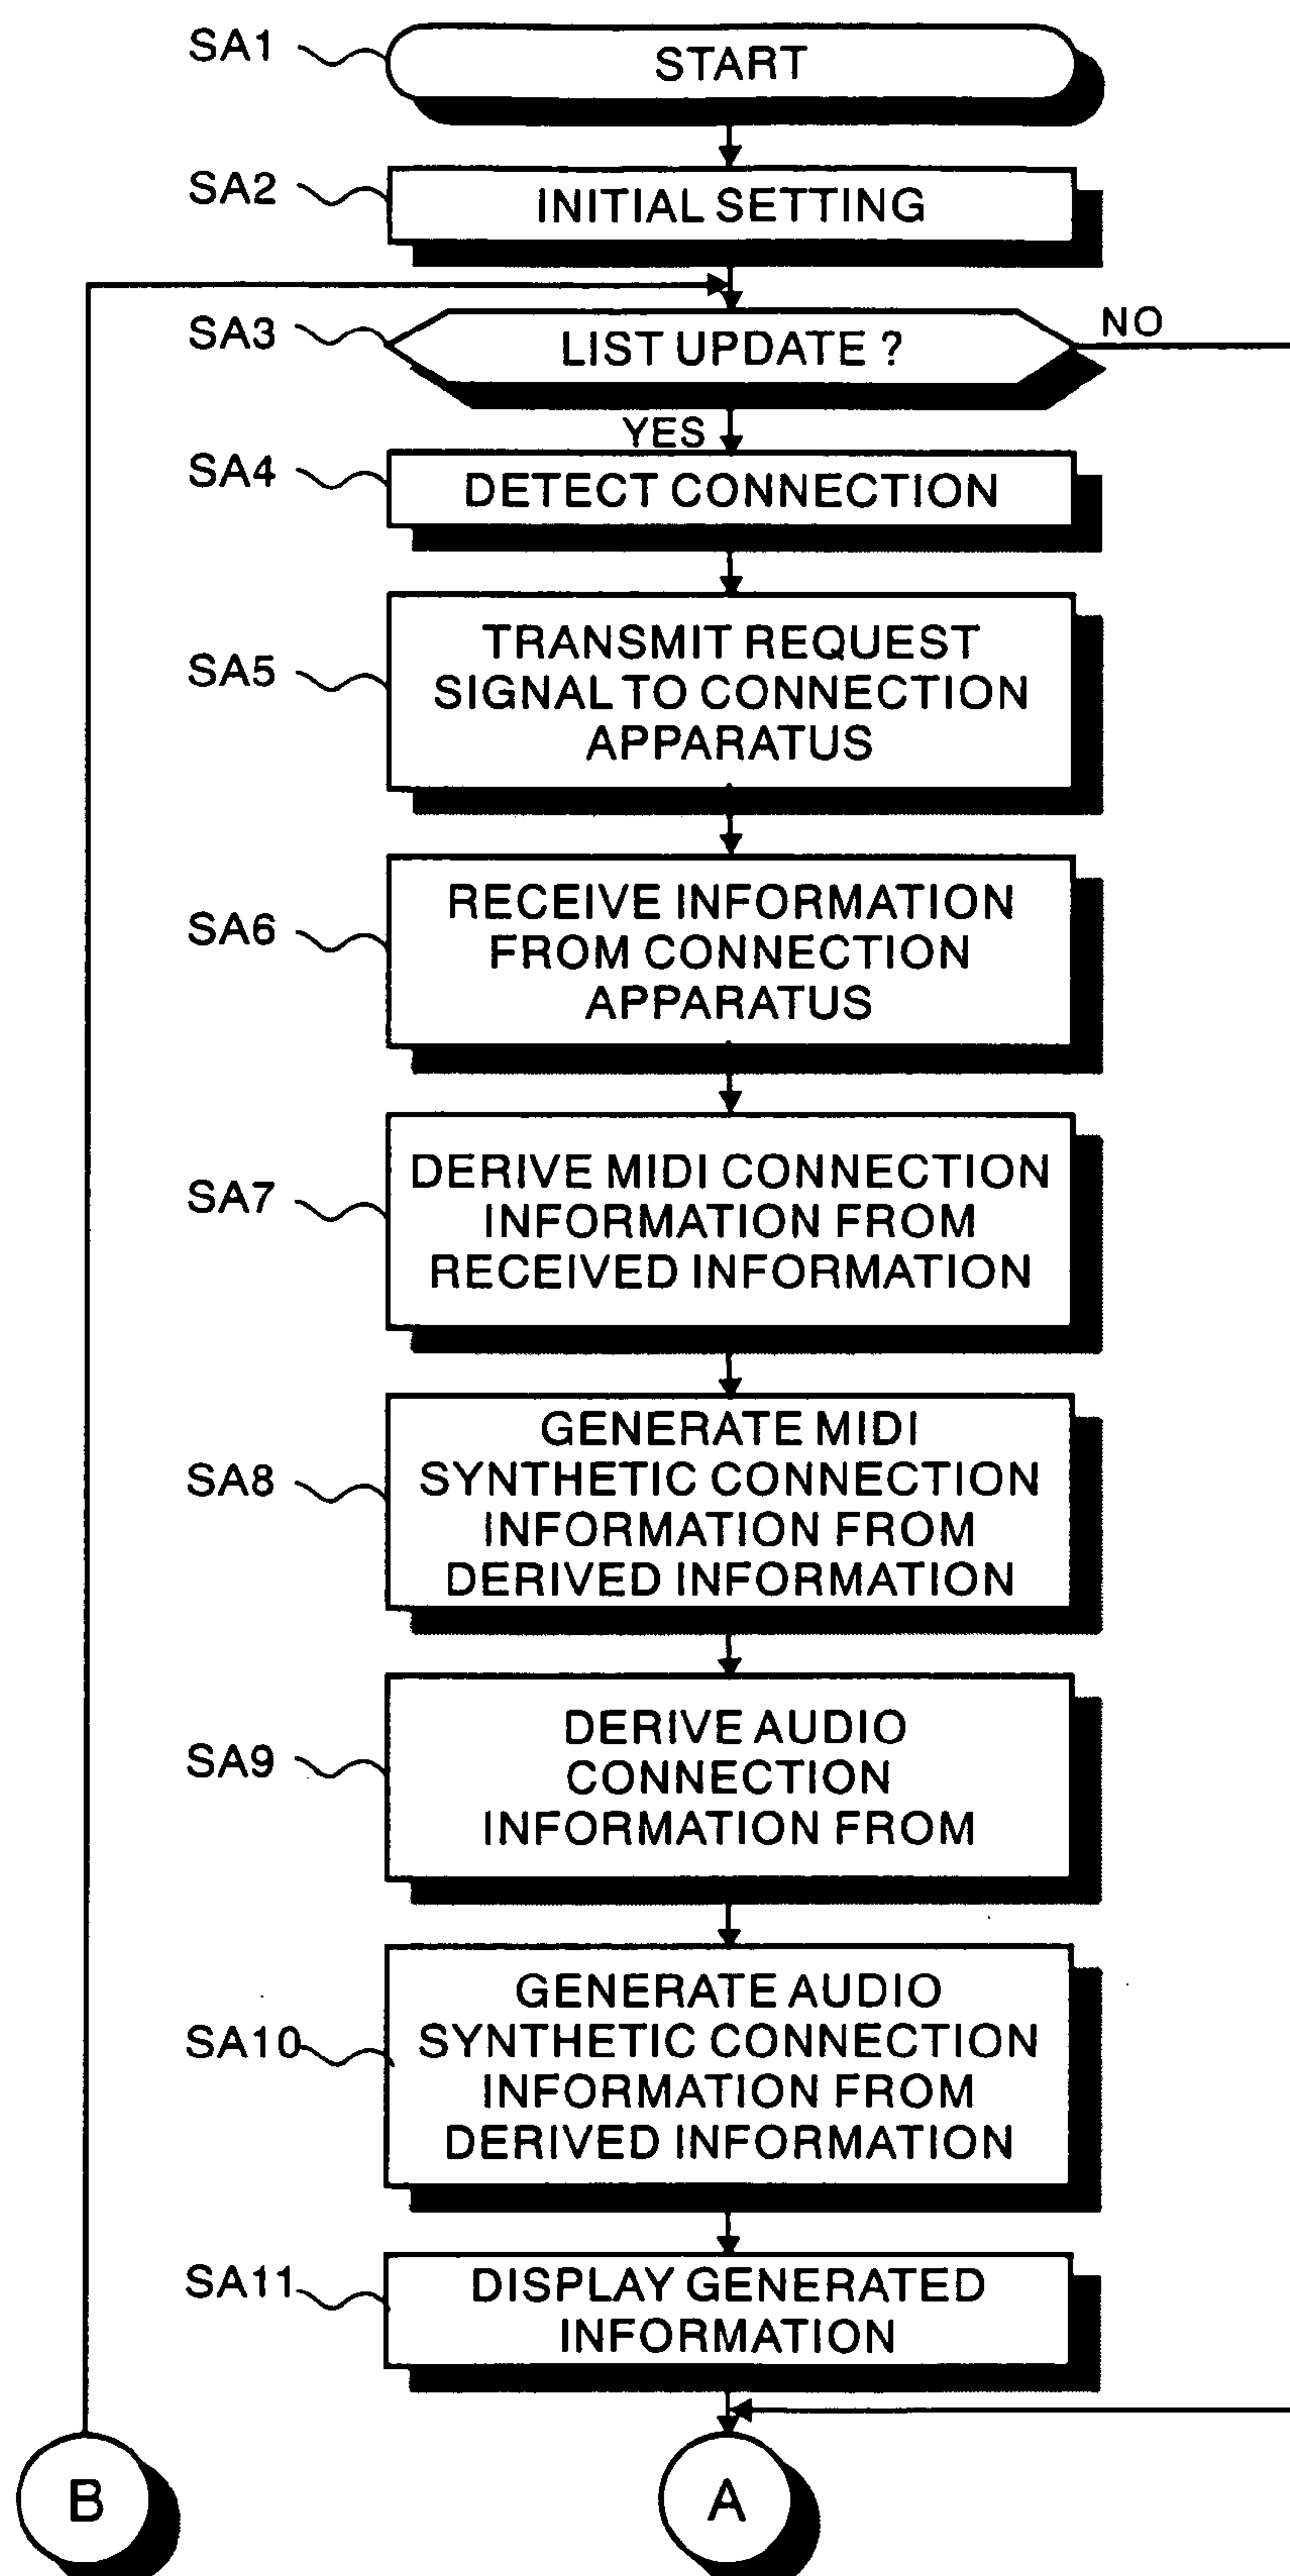 SA1
START
SA2
INITIAL SETTING
SA3
LIST UPDATE ?
NO
YES
SA4
DETECT CONNECTION
SA5
TRANSMIT REQUEST
SIGNAL TO CONNECTION
APPARATUS
SA6
RECEIVE INFORMATION
FROM CONNECTION
APPARATUS
SA7
DERIVE MIDI CONNECTION
INFORMATION FROM
RECEIVED INFORMATION
SA8
GENERATE MIDI
SYNTHETIC CONNECTION
INFORMATION FROM
DERIVED INFORMATION
SA9
DERIVE AUDIO
CONNECTION
INFORMATION FROM
SA10
GENERATE AUDIO
SYNTHETIC CONNECTION
INFORMATION FROM
DERIVED INFORMATION
SA11
DISPLAY GENERATED
INFORMATION
B
A